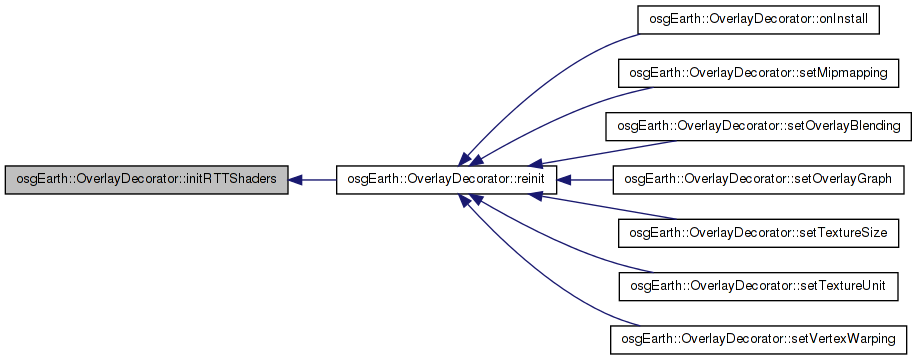 osgEarth::OverlayDecorator::initRTTShaders
osgEarth::OverlayDecorator::reinit
osgEarth::OverlayDecorator::onInstall
osgEarth::OverlayDecorator::setMipmapping
osgEarth::OverlayDecorator::setOverlayBlending
osgEarth::OverlayDecorator::setOverlayGraph
osgEarth::OverlayDecorator::setTextureSize
osgEarth::OverlayDecorator::setTextureUnit
osgEarth::OverlayDecorator::setVertexWarping